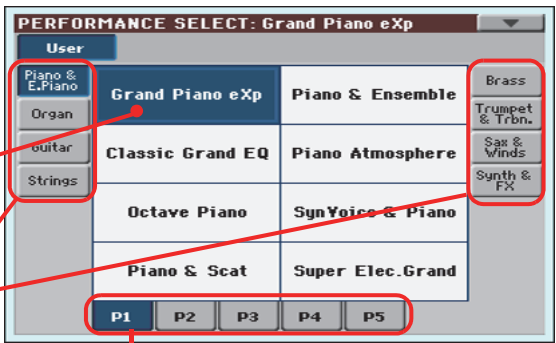 PERFORMANCE SELECT: Grand Piano eXp
User
Piano &
E.Piano
Organ
Guitar
Strings
Grand Piano eXp
Piano & Ensemble
Classic Grand EQ
Piano Atmosphere
Octave Piano
SynVoice & Piano
Piano & Scat
Super Elec.Grand
Brass
Trumpet
& Trbn.
Sax &
Winds
Synth &
FX
P1 P2 P3 P4 P5